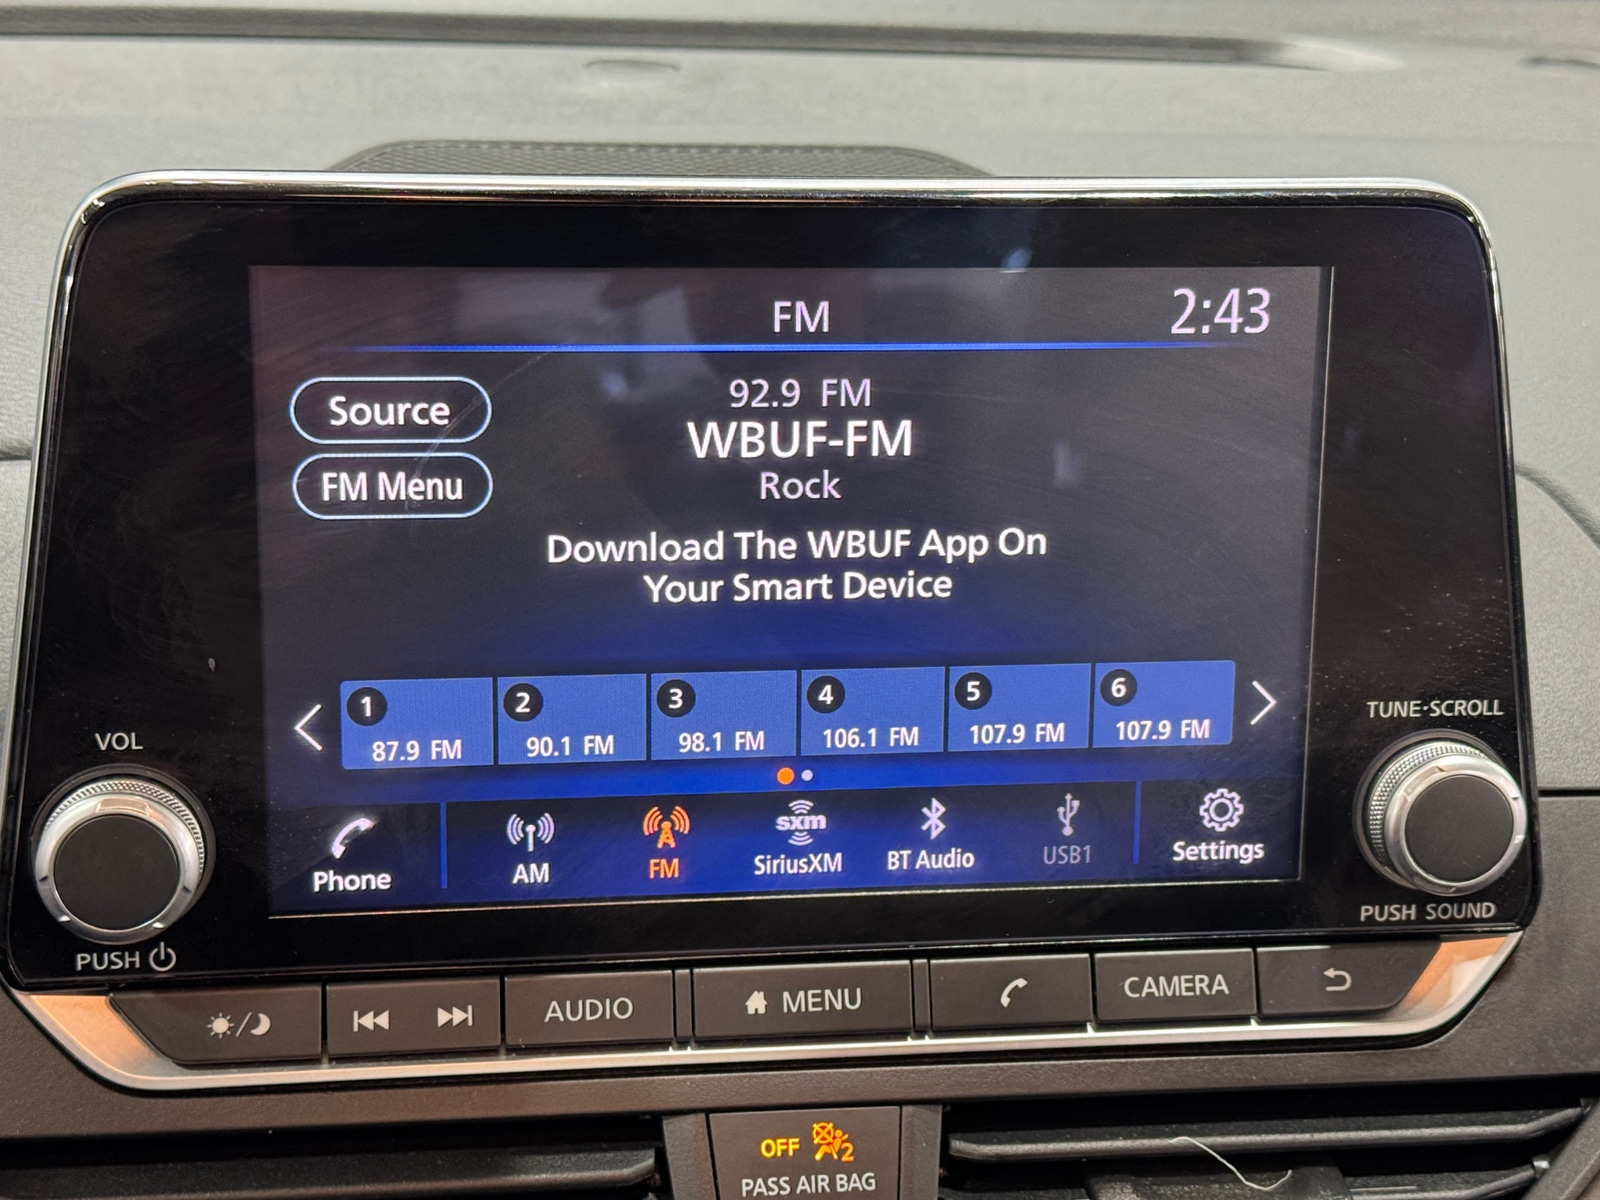 FM
2:43
Source
FM Menu
92.9 FM
WBUF-FM
Rock
Download The WBUF App On
Your Smart Device
1
87.9 FM
2
90.1 FM
3
98.1 FM
4
106.1 FM
5
107.9 FM
6
107.9 FM
VOL
PUSH
TUNE·SCROLL
PUSH SOUND
Phone
AM
FM
sxm
SiriusXM
BT Audio
USB1
Settings
AUDIO
MENU
CAMERA
OFF
2
PASS AIR BAG